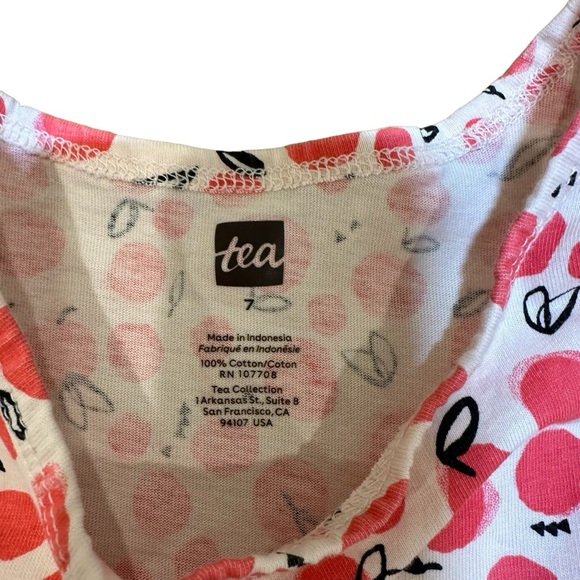 tea
7
Made in Indonesia
Fabriqué en Indonésie
100% Cotton/Coton
RN 107708
Tea Collection
1 Arkansas St., Suite B
San Francisco, CA
94107 USA